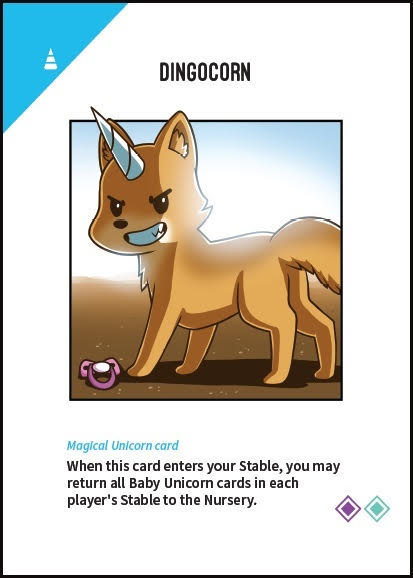 DINGOCORN
Magical Unicorn card
When this card enters your Stable, you may
return all Baby Unicorn cards in each
player's Stable to the Nursery.